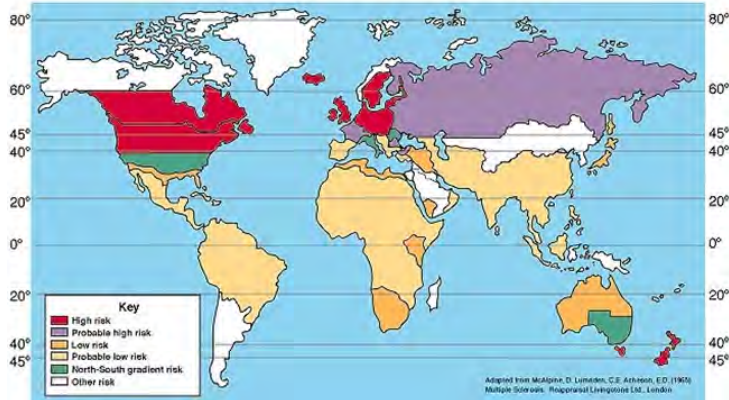 80°
60°
45°
40°
20°
0°
20°
40°
45°
80°
60°
45°
40°
20°
0°
20°
40°
45°
Key
High risk
Probable high risk
Low risk
Probable low risk
North-South gradient risk
Other risk
Adapted from McAlpine, D. Lumsden, C.E. Acheson, E.D. (1965)
Multiple Sclerosis: Reappraisal Livingstone Ltd., London